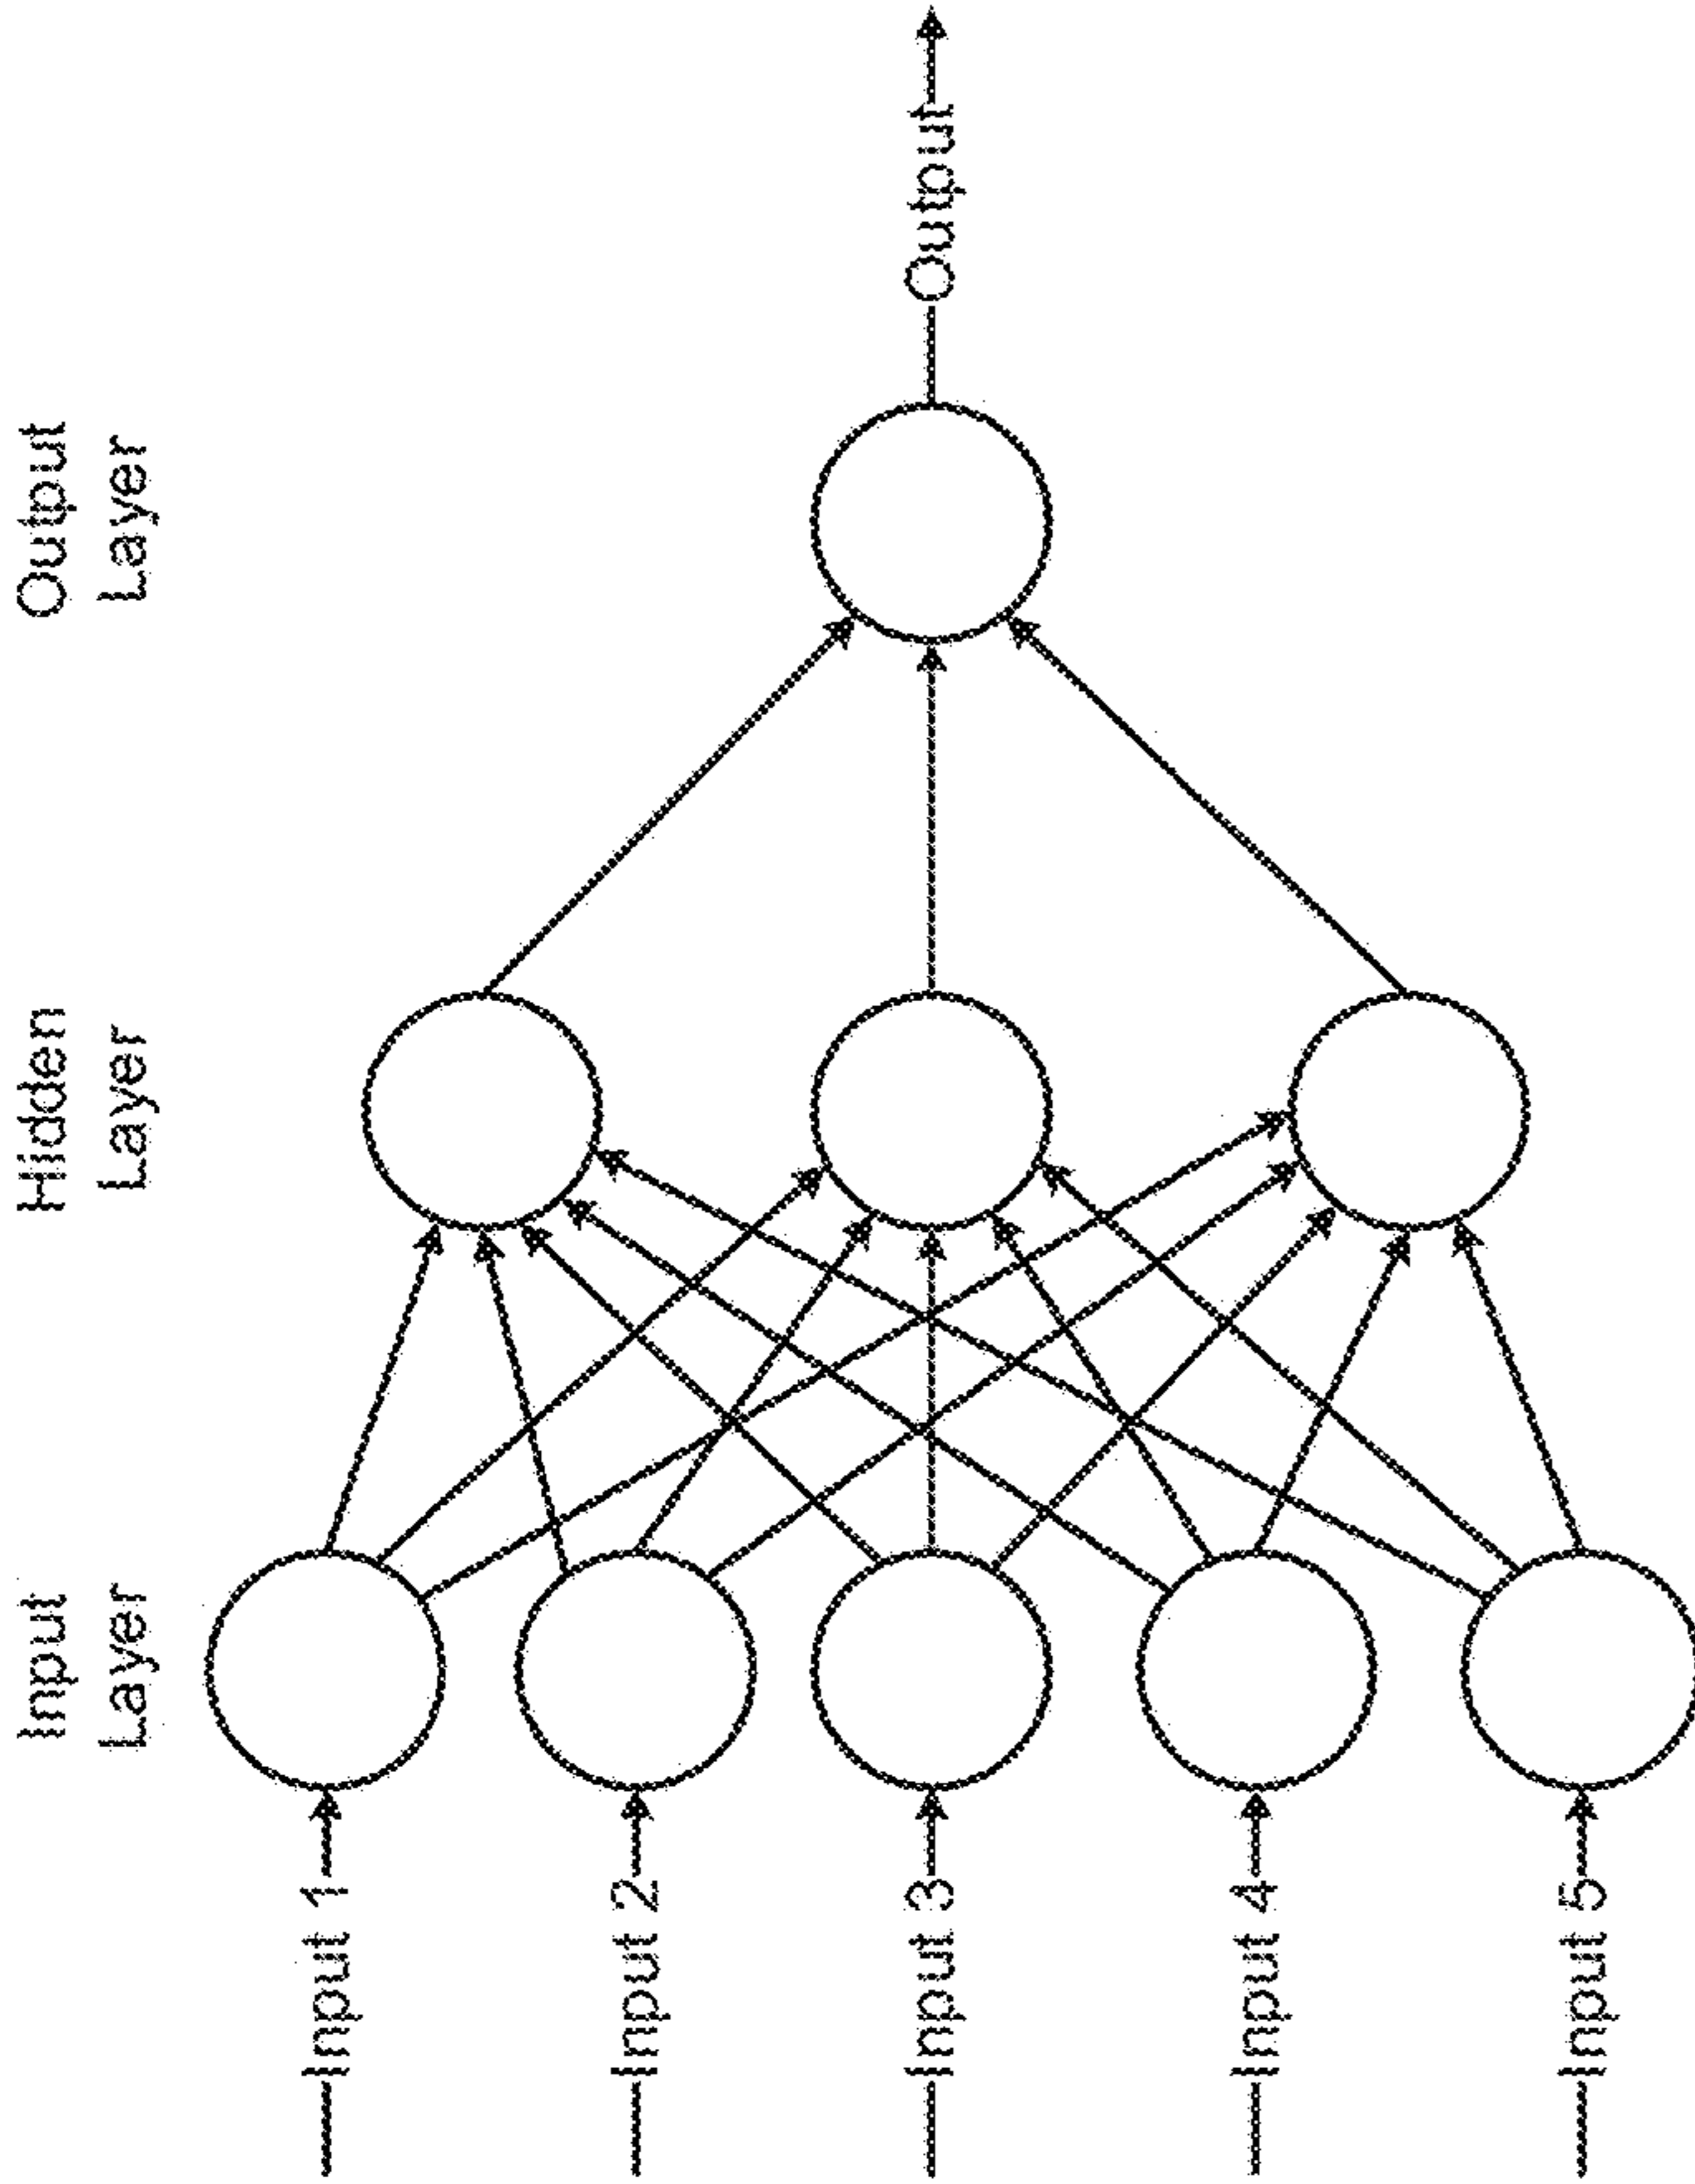 Input
Layer
Hidden
Layer
Output
Layer
Input 1
Input 2
Input 3
Input 4
Input 5
Output